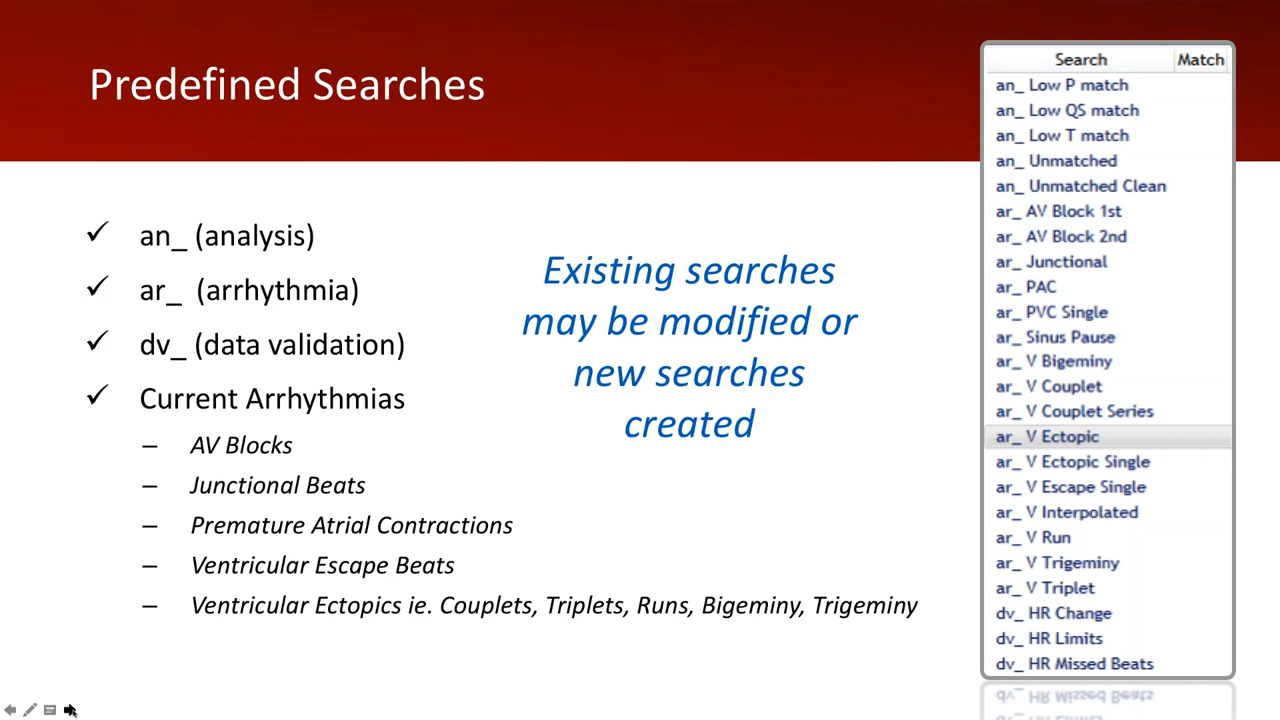 Predefined Searches
✓ an_ (analysis)
✓ ar_ (arrhythmia)
✓ dv_ (data validation)
✓ Current Arrhythmias
– AV Blocks
– Junctional Beats
– Premature Atrial Contractions
– Ventricular Escape Beats
– Ventricular Ectopics ie. Couplets, Triplets, Runs, Bigeminy, Trigeminy
Existing searches
may be modified or
new searches
created
Search Match
an_ Low P match
an_ Low QS match
an_ Low T match
an_ Unmatched
an_ Unmatched Clean
ar_ AV Block 1st
ar_ AV Block 2nd
ar_ Junctional
ar_ PAC
ar_ PVC Single
ar_ Sinus Pause
ar_ V Bigeminy
ar_ V Couplet
ar_ V Couplet Series
ar_ V Ectopic
ar_ V Ectopic Single
ar_ V Escape Single
ar_ V Interpolated
ar_ V Run
ar_ V Trigeminy
ar_ V Triplet
dv_ HR Change
dv_ HR Limits
dv_ HR Missed Beats